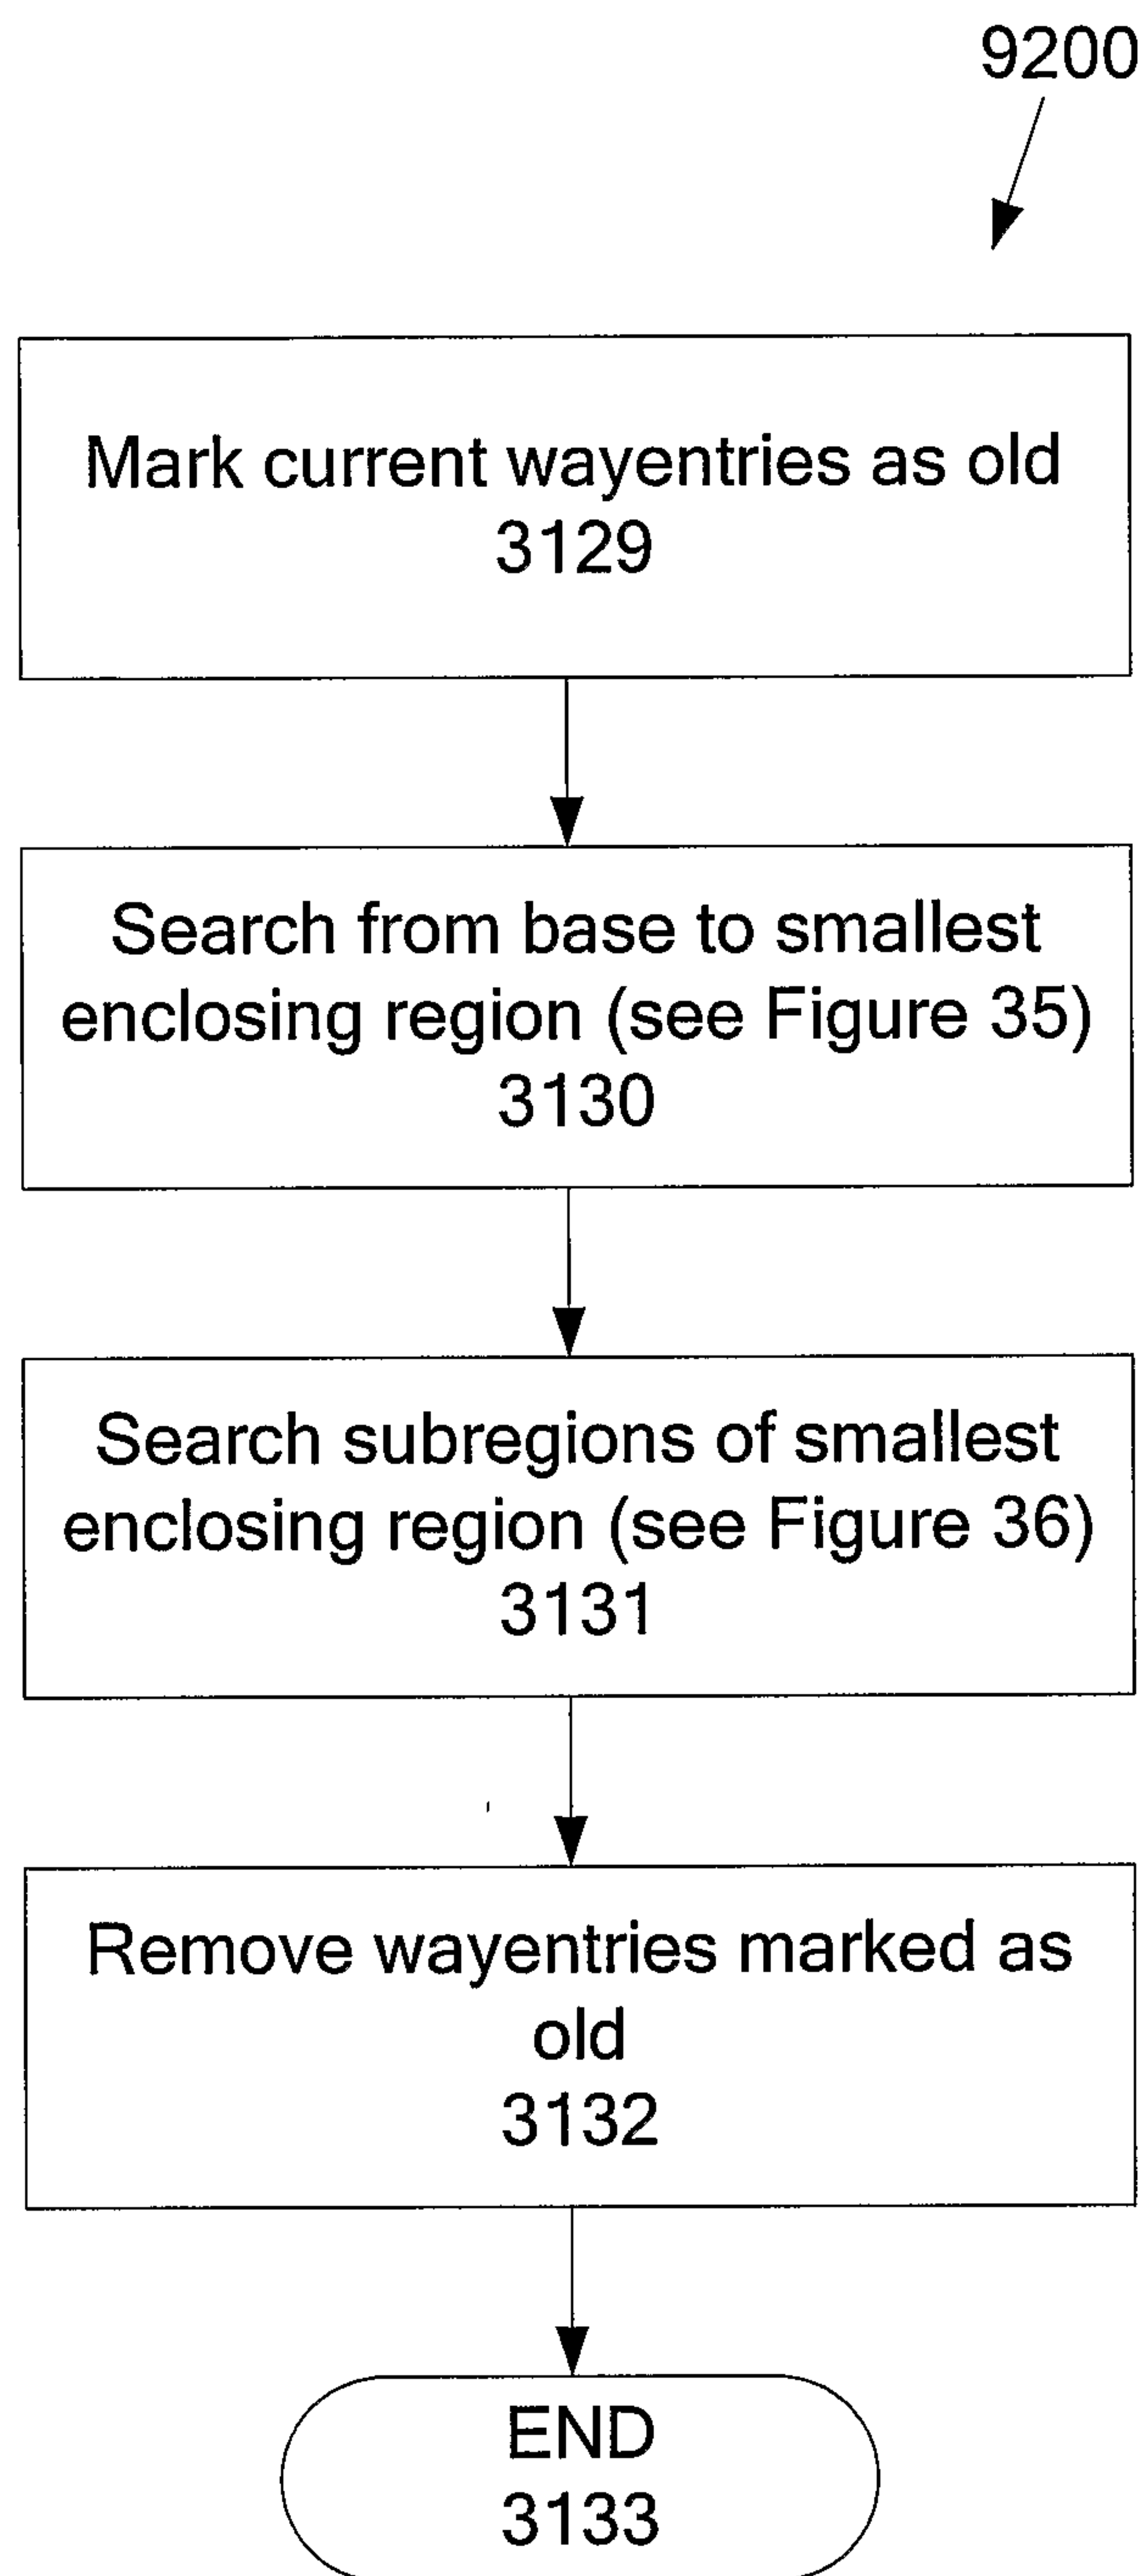 9200
Mark current wayentries as old
3129
Search from base to smallest
enclosing region (see Figure 35)
3130
Search subregions of smallest
enclosing region (see Figure 36)
3131
Remove wayentries marked as
old
3132
END
3133